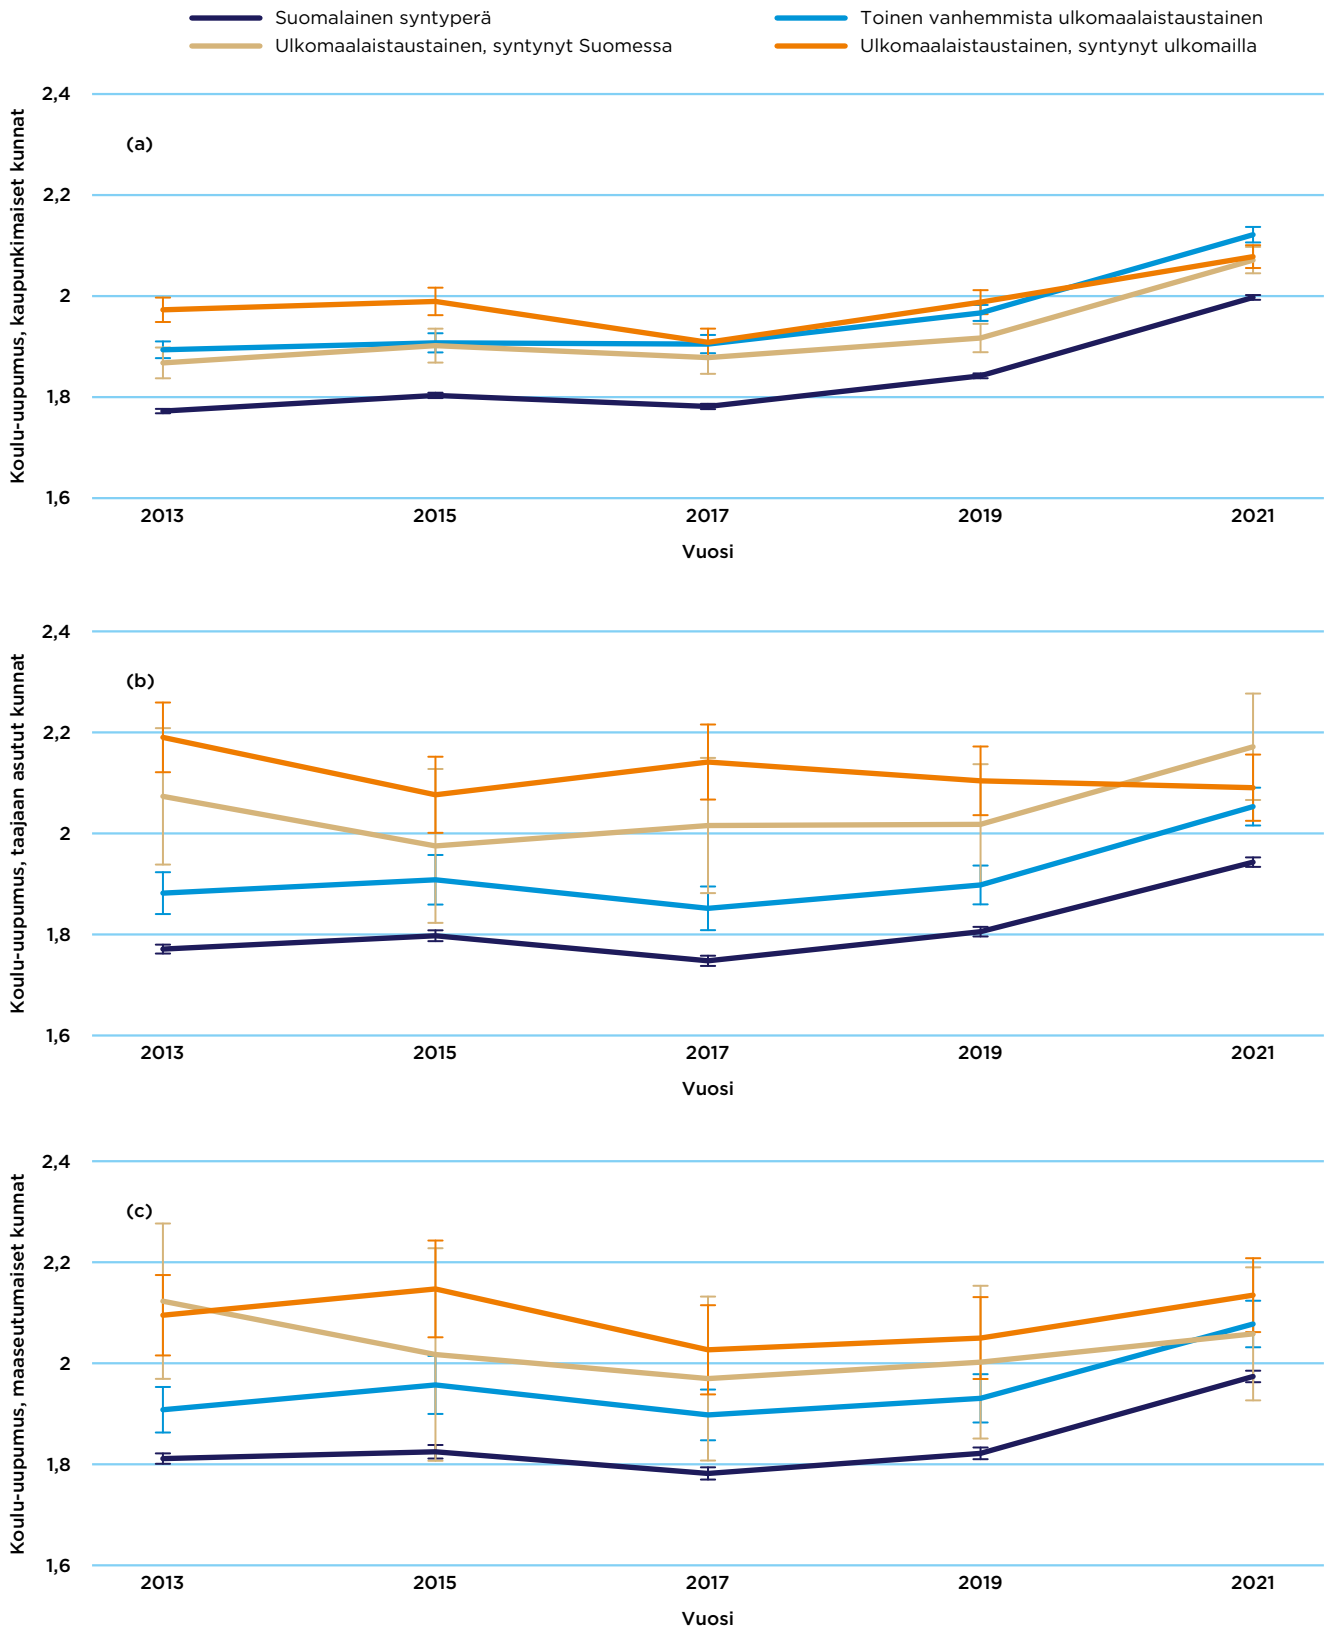 Suomalainen syntyperä
Toinen vanhemmista ulkomaalaistaustainen
Ulkomaalaistaustainen, syntynyt Suomessa
Ulkomaalaistaustainen, syntynyt ulkomailla
Koulu-uupumus, kaupunkimaiset kunnat
(a)
2,4
2,2
2
1,8
1,6
2013
2015
2017
2019
2021
Vuosi
Koulu-uupumus, taajaan asutut kunnat
(b)
2,4
2,2
2
1,8
1,6
2013
2015
2017
2019
2021
Vuosi
Koulu-uupumus, maaseutumaiset kunnat
(c)
2,4
2,2
2
1,8
1,6
2013
2015
2017
2019
2021
Vuosi